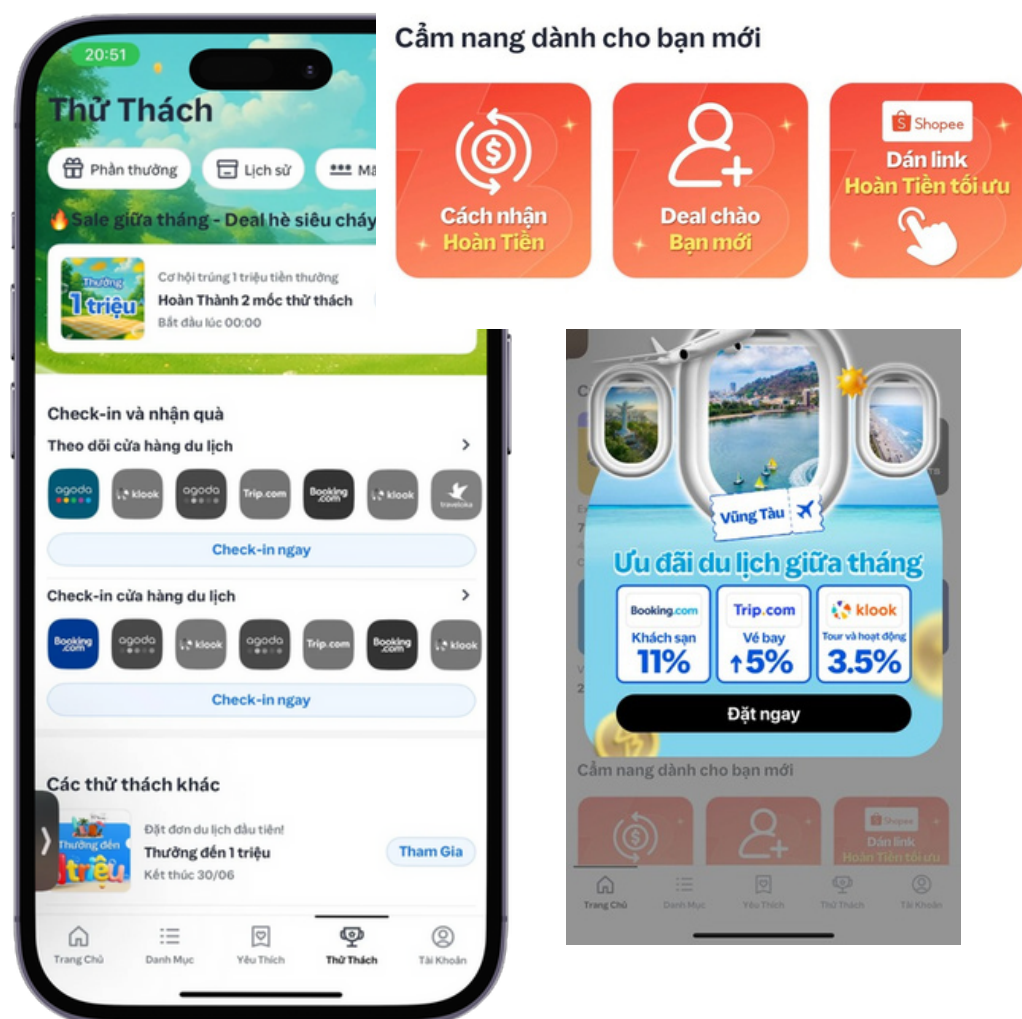 20:51
Thử Thách
Phần thưởng
Lịch sử
🔥Sale giữa tháng - Deal hè siêu cháy
Thưởng
1 triệu
Cơ hội trúng 1 triệu tiền thưởng
Hoàn Thành 2 mốc thử thách
Bắt đầu lúc 00:00
Check-in và nhận quà
Theo dõi cửa hàng du lịch
agoda
klook
agoda
Trip.com
Booking.com
klook
traveloka
Check-in ngay
Check-in cửa hàng du lịch
Booking.com
agoda
klook
agoda
Trip.com
Booking.com
klook
Check-in ngay
Các thử thách khác
Thưởng đến
1 triệu
Đặt đơn du lịch đầu tiên!
Thưởng đến 1 triệu
Kết thúc 30/06
Tham Gia
Trang Chủ
Danh Mục
Yêu Thích
Thử Thách
Tài Khoản
Cẩm nang dành cho bạn mới
Cách nhận
Hoàn Tiền
Deal chào
Bạn mới
Shopee
Dán link
Hoàn Tiền tối ưu
Vũng Tàu
Ưu đãi du lịch giữa tháng
Booking.com
Khách sạn
11%
Trip.com
Vé bay
↑5%
klook
Tour và hoạt động
3.5%
Đặt ngay
Cẩm nang dành cho bạn mới
Shopee
Dán link
Hoàn Tiền tối ưu
Trang Chủ
Danh Mục
Yêu Thích
Thử Thách
Tài Khoản